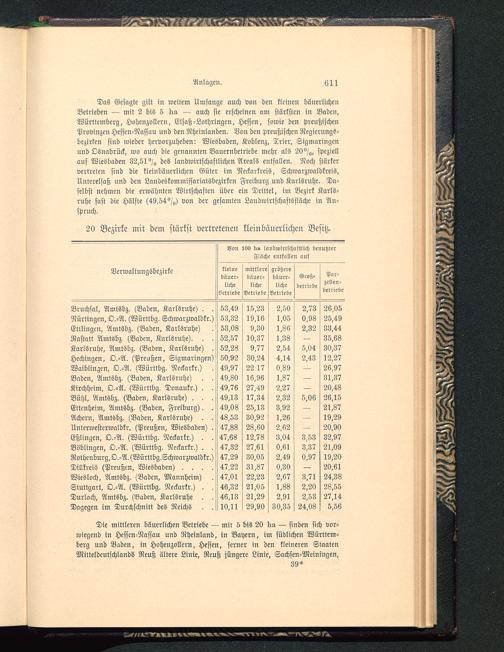 Anlagen. 611
Das Gesagte gilt in weitem Umfange auch von den kleinen bäuerlichen
Betrieben — mit 2 bis 5 ha — auch sie erscheinen am stärksten in Baden,
Württemberg, Hohenzollern, Elsaß-Lothringen, Hessen, sowie den preußischen
Provinzen Hessen-Nassau und den Rheinlanden. Von den preußischen Regierungs-
bezirken sind wieder hervorzuheben: Wiesbaden, Koblenz, Trier, Sigmaringen
und Osnabrück, wo auch die genannten Bauernbetriebe mehr als 20%, speziell
auf Wiesbaden 32,51% des landwirtschaftlichen Areals entfallen. Noch stärker
vertreten sind die kleinbäuerlichen Güter im Neckarkreis, Schwarzwaldkreis,
Unterelsaß und den Landeskommissariatsbezirken Freiburg und Karlsruhe. Da-
selbst nehmen die erwähnten Wirtschaften über ein Drittel, im Bezirk Karls-
ruhe fast die Hälfte (49,54%) von der gesamten Landwirtschaftsfläche in An-
spruch.
20 Bezirke mit dem stärkst vertretenen kleinbäuerlichen Besitz.
Verwaltungsbezirke
Von 100 ha landwirtschaftlich benutzter
Fläche entfallen auf
kleine bäuer-liche Betriebe
mittlere bäuer-liche Betriebe
größere bäuer-liche Betriebe
Groß-betriebe
Par-zellen-betriebe
Bruchsal, Amtsbz. (Baden, Karlsruhe) . . 53,49 15,23 2,50 2,73 26,05
Nürtingen, O.-A. (Württbg. Schwarzwaldkr.) 53,32 19,16 1,05 0,98 25,49
Ettlingen, Amtsbz. (Baden, Karlsruhe) . 53,08 9,30 1,86 2,32 33,44
Rastatt Amtsbz. (Baden, Karlsruhe) . . 52,57 10,37 1,38 — 35,68
Karlsruhe, Amtsbz. (Baden, Karlsruhe) . . 52,28 9,77 2,54 5,04 30,37
Hechingen, O.-A. (Preußen, Sigmaringen) 50,92 30,24 4,14 2,43 12,27
Waiblingen, O.-A. (Württbg. Neckarkr.) . 49,97 22,17 0,89 — 26,97
Baden, Amtsbz. (Baden, Karlsruhe) . . 49,80 16,96 1,87 — 31,37
Kirchheim, O.-A. (Württbg. Donaukr.) . 49,76 27,49 2,27 — 20,48
Bühl, Amtsbz. (Baden, Karlsruhe) . . . 49,13 17,34 2,32 5,06 26,15
Ettenheim, Amtsbz. (Baden, Freiburg) . 49,08 25,13 3,92 — 21,87
Achern, Amtsbz. (Baden, Karlsruhe) . . 48,53 30,92 1,26 — 19,29
Unterwesterwaldkr. (Preußen, Wiesbaden) . 47,88 28,60 2,62 — 20,90
Eßlingen, O.-A. (Württbg. Neckarkr.) . . 47,68 12,78 3,04 3,53 32,97
Böblingen, O.-A. (Württbg. Neckarkr.) . . 47,32 27,61 0,61 3,37 21,09
Rothenburg, O.-A. (Württbg. Schwarzwaldkr.) 47,29 30,05 2,49 0,97 19,20
Dillkreis (Preußen, Wiesbaden) . . . . 47,22 31,87 0,30 — 20,61
Wiesloch, Amtsbz. (Baden, Mannheim) . 47,01 22,23 2,67 3,71 24,38
Stuttgart, O.-A. (Württbg. Neckarkr.) . . 46,32 21,05 1,88 2,20 28,55
Durlach, Amtsbz. (Baden, Karlsruhe . . 46,13 21,29 2,91 2,53 27,14
Dagegen im Durchschnitt des Reichs . . 10,11 29,90 30,35 24,08 5,56
Die mittleren bäuerlichen Betriebe — mit 5 bis 20 ha — finden sich vor-
wiegend in Hessen-Nassau und Rheinland, in Bayern, im südlichen Württem-
berg und Baden, in Hohenzollern, Hessen, ferner in den kleineren Staaten
Mitteldeutschlands Reuß ältere Linie, Reuß jüngere Linie, Sachsen-Meiningen,
39*